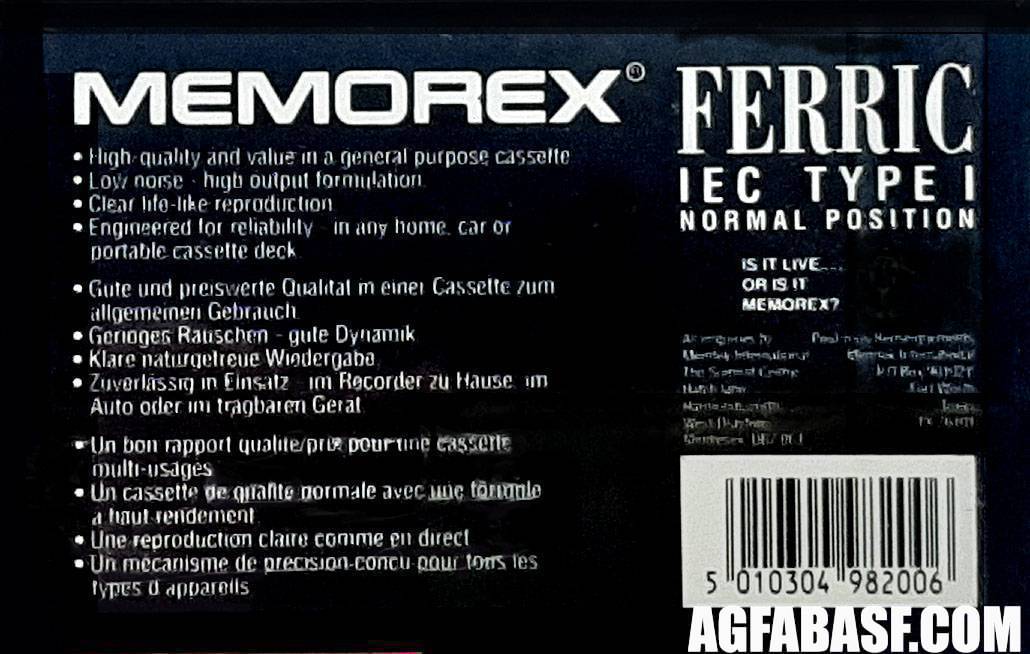 MEMOREX®
• High quality and value in a general purpose cassette
• Low noise - high output formulation
• Clear life-like reproduction
• Engineered for reliability - in any home, car or
portable cassette deck
• Gute und preiswerte Qualität in einer Cassette zum
allgemeinen Gebrauch
• Geringes Rauschen - gute Dynamik
• Klare naturgetreue Wiedergabe
• Zuverlässig in Einsatz - im Recorder zu Hause, im
Auto oder im tragbaren Gerät
• Un bon rapport qualité/prix pour une cassette
multi-usages
• Un cassette de qualité normale avec une formule
a haut rendement
• Une reproduction claire comme en direct
• Un mécanisme de precision concu pour tous les
types d appareils
FERRIC
IEC TYPE I
NORMAL POSITION
IS IT LIVE...
OR IS IT
MEMOREX?
5 010304 982006
AGFABASF.COM